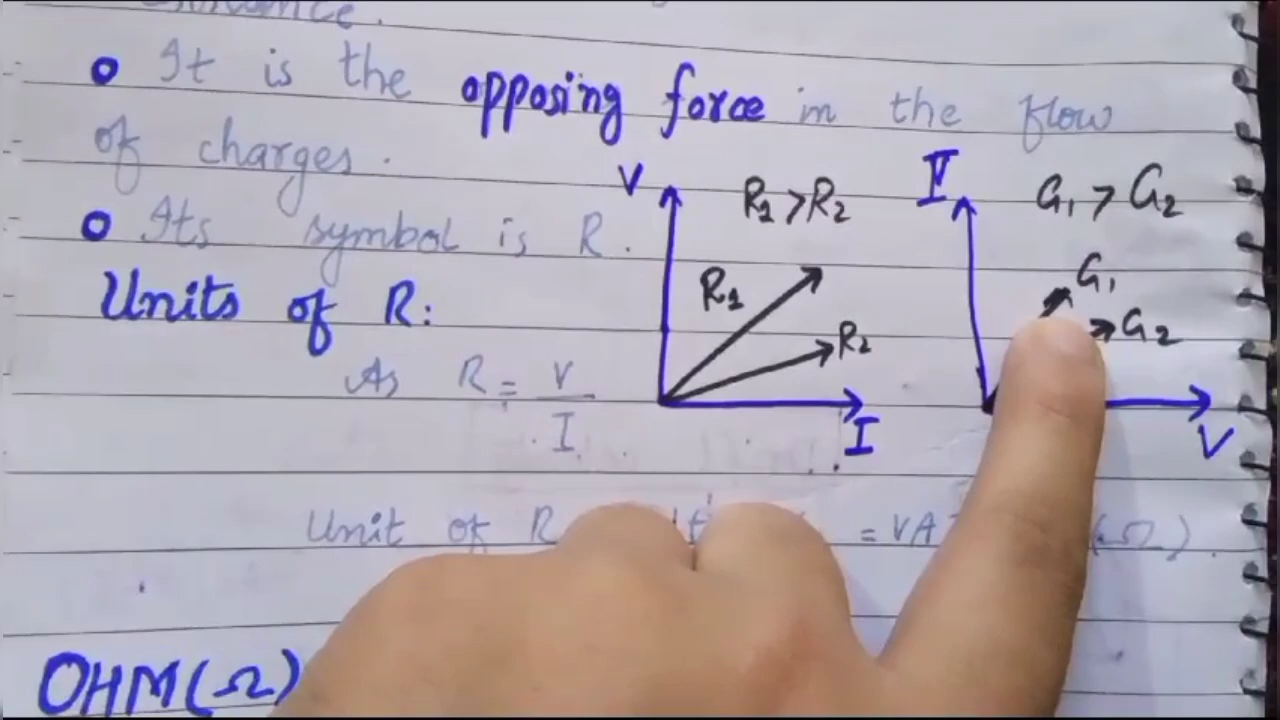 • It is the opposing force in the flow
of charges.
• Its symbol is R.
V
R₁ > R₂
R₁
R₂
I
I
G₁ > G₂
G₁
G₂
V
Units of R:
As R = V
I
Unit of R = VA (Ω).
OHM(Ω)